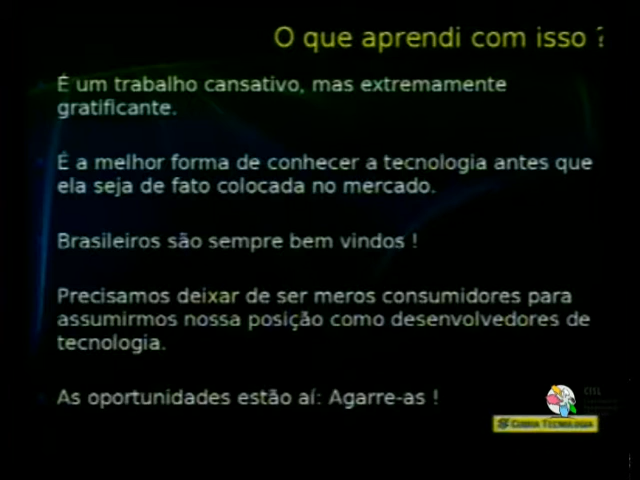 O que aprendi com isso ?
É um trabalho cansativo, mas extremamente
gratificante.
É a melhor forma de conhecer a tecnologia antes que
ela seja de fato colocada no mercado.
Brasileiros são sempre bem vindos !
Precisamos deixar de ser meros consumidores para
assumirmos nossa posição como desenvolvedores de
tecnologia.
As oportunidades estão aí: Agarre-as !
CISL
Cobra Tecnologia